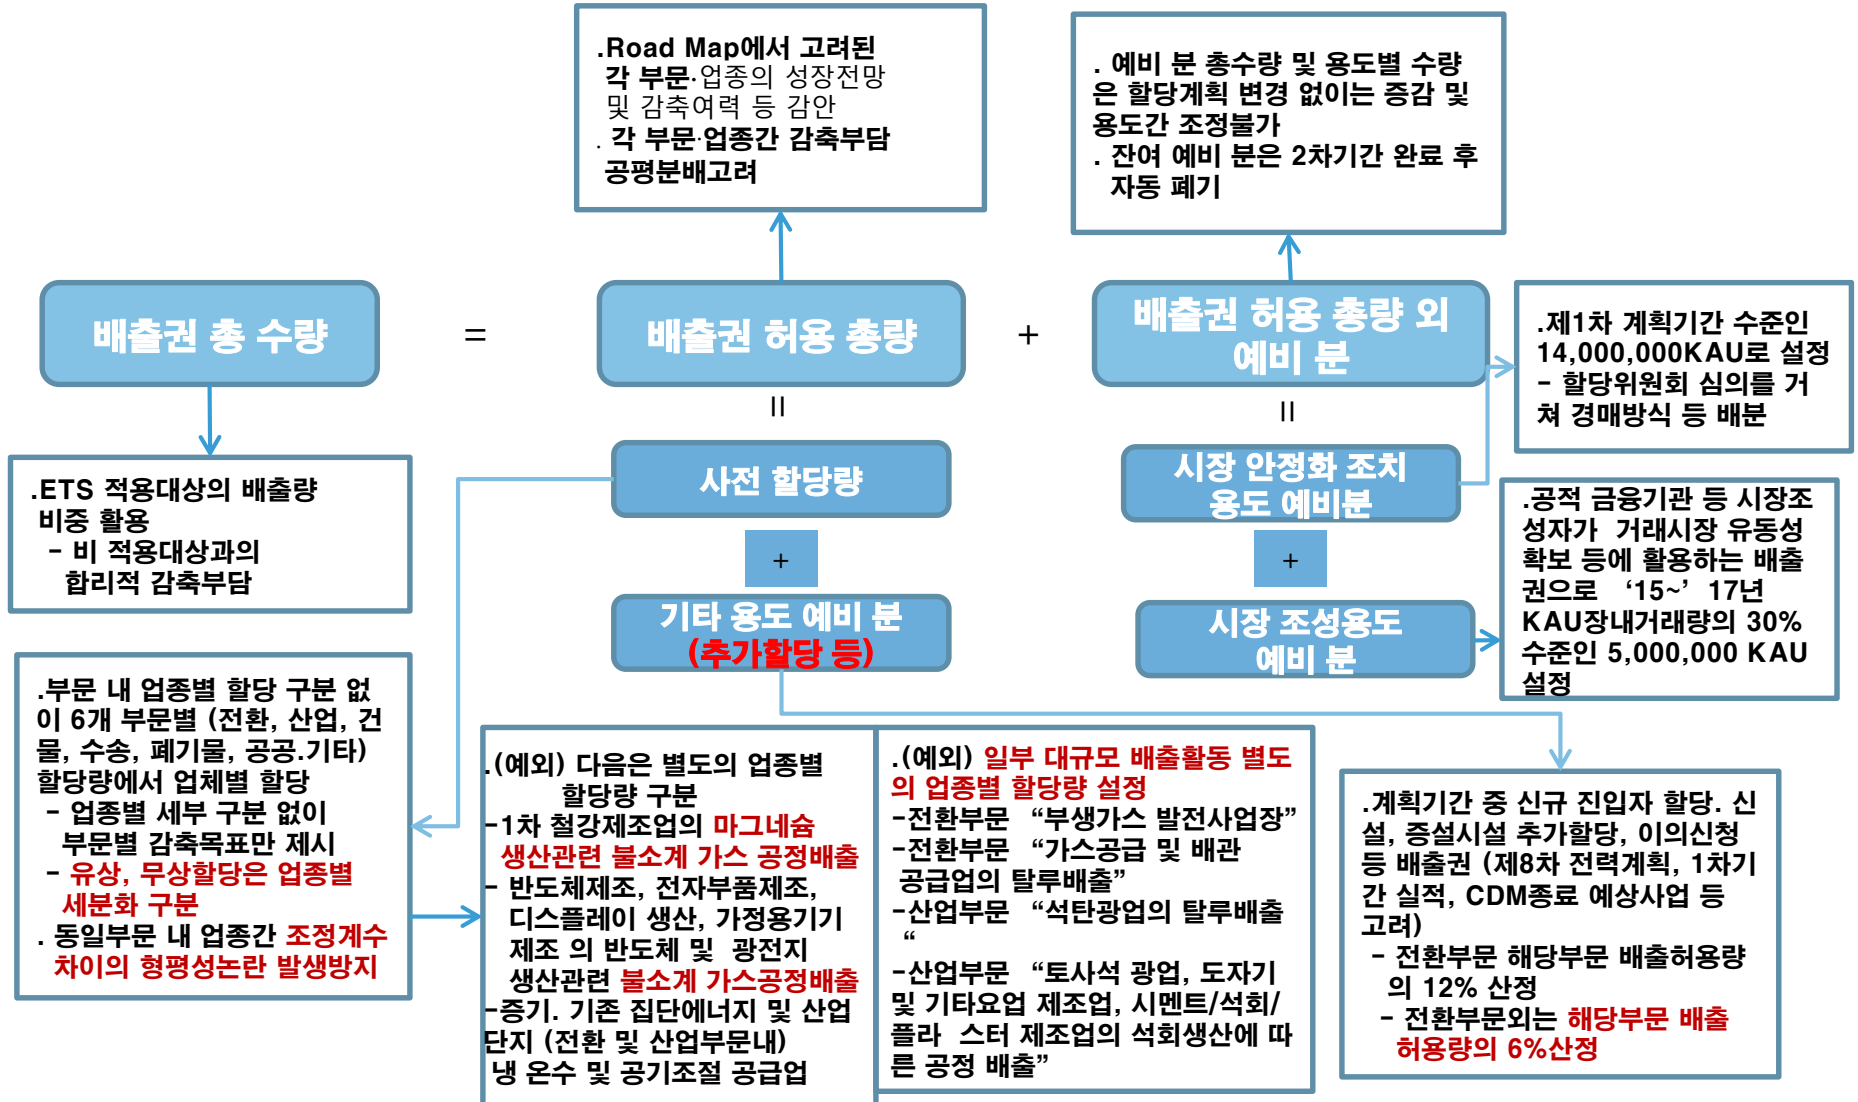 .Road Map에서 고려된
각 부문·업종의 성장전망
및 감축여력 등 감안
. 각 부문·업종간 감축부담
공평분배고려
. 예비 분 총수량 및 용도별 수량
은 할당계획 변경 없이는 증감 및
용도간 조정불가
. 잔여 예비 분은 2차기간 완료 후
자동 폐기
배출권 총 수량
=
배출권 허용 총량
+
배출권 허용 총량 외
예비 분
.제1차 계획기간 수준인
14,000,000KAU로 설정
- 할당위원회 심의를 거
쳐 경매방식 등 배분
=
=
.ETS 적용대상의 배출량
비중 활용
- 비 적용대상과의
합리적 감축부담
사전 할당량
시장 안정화 조치
용도 예비분
.공적 금융기관 등 시장조
성자가 거래시장 유동성
확보 등에 활용하는 배출
권으로 ‘15~’ 17년
KAU장내거래량의 30%
수준인 5,000,000 KAU
설정
+
+
기타 용도 예비 분
(추가할당 등)
시장 조성용도
예비 분
.부문 내 업종별 할당 구분 없
이 6개 부문별 (전환, 산업, 건
물, 수송, 폐기물, 공공.기타)
할당량에서 업체별 할당
- 업종별 세부 구분 없이
부문별 감축목표만 제시
- 유상, 무상할당은 업종별
세분화 구분
. 동일부문 내 업종간 조정계수
차이의 형평성논란 발생방지
.(예외) 다음은 별도의 업종별
할당량 구분
-1차 철강제조업의 마그네슘
생산관련 불소계 가스 공정배출
- 반도체제조, 전자부품제조,
디스플레이 생산, 가정용기기
제조 의 반도체 및 광전지
생산관련 불소계 가스공정배출
-증기. 기존 집단에너지 및 산업
단지 (전환 및 산업부문내)
냉 온수 및 공기조절 공급업
.(예외) 일부 대규모 배출활동 별도
의 업종별 할당량 설정
-전환부문 “부생가스 발전사업장”
-전환부문 “가스공급 및 배관
공급업의 탈루배출”
-산업부문 “석탄광업의 탈루배출
“
-산업부문 “토사석 광업, 도자기
및 기타요업 제조업, 시멘트/석회/
플라 스터 제조업의 석회생산에 따
른 공정 배출”
.계획기간 중 신규 진입자 할당. 신
설, 증설시설 추가할당, 이의신청
등 배출권 (제8차 전력계획, 1차기
간 실적, CDM종료 예상사업 등
고려)
- 전환부문 해당부문 배출허용량
의 12% 산정
- 전환부문외는 해당부문 배출
허용량의 6%산정